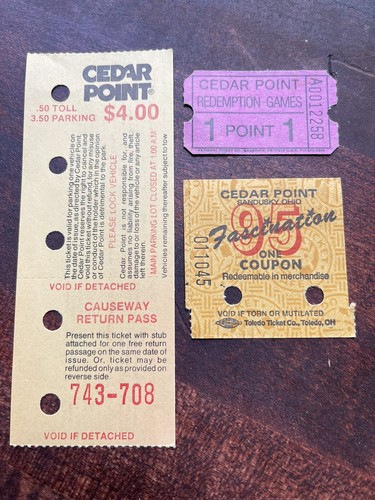 CEDAR
POINT®
.50 TOLL
3.50 PARKING
$4.00
This ticket is valid for parking one vehicle on
the date of issue, as directed by Cedar Point.
Cedar Point reserves the right to cancel and
void this ticket without refund, for any misuse
or conduct of the holder which in the opinion
of Cedar Point is detrimental to the park.
PLEASE LOCK VEHICLE
Cedar Point is not responsible for and
assumes no liability arising from fire, theft,
damage to or loss of the vehicle or any article
left therein.
MAIN PARKING LOT CLOSED AT 1:00 A.M.
Vehicles remaining thereafter subject to tow
VOID IF DETACHED
CAUSEWAY
RETURN PASS
Present this ticket with stub
attached for one free return
passage on the same date of
issue. Or, ticket may be
refunded only as provided on
reverse side.
743-708
VOID IF DETACHED
CEDAR POINT
REDEMPTION GAMES
1 POINT 1
A0012258
CEDAR POINT
SANDUSKY, OHIO
95
Fascination
ONE
COUPON
Redeemable in merchandise
011045
VOID IF TORN OR MUTILATED
Toledo Ticket Co., Toledo, OH